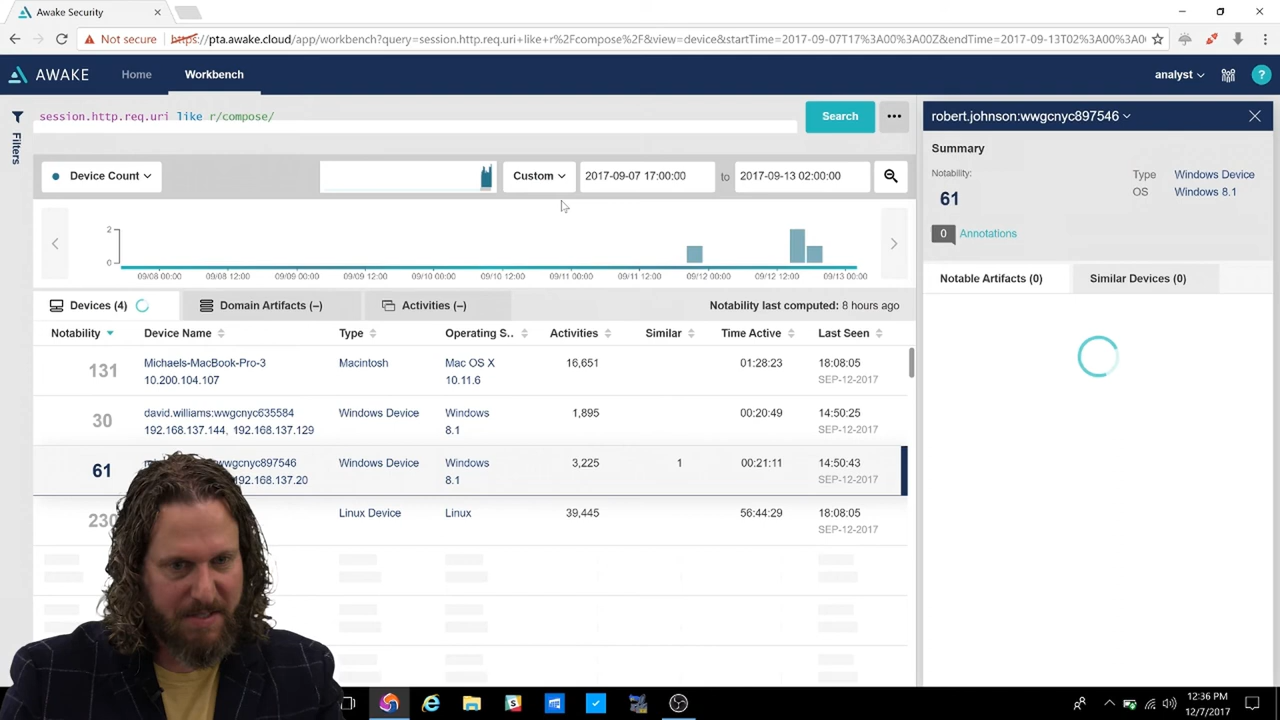 Awake Security
Not secure https://pta.awake.cloud/app/workbench?query=session.http.req.uri+like+r%2Fcompose%2F&view=device&startTime=2017-09-07T17%3A00%3A00Z&endTime=2017-09-13T02%3A00%3A0
AWAKE Home Workbench analyst ?
session.http.req.uri like r/compose/ Search
Filters
Device Count Custom 2017-09-07 17:00:00 to 2017-09-13 02:00:00
2
0
09/08 00:00 09/08 12:00 09/09 00:00 09/09 12:00 09/10 00:00 09/10 12:00 09/11 00:00 09/11 12:00 09/12 00:00 09/12 12:00 09/13 00:00
Devices (4) Domain Artifacts (–) Activities (–) Notability last computed: 8 hours ago
Notability Device Name Type Operating S.. Activities Similar Time Active Last Seen
131 Michaels-MacBook-Pro-3 Macintosh Mac OS X 16,651 01:28:23 18:08:05
10.200.104.107 10.11.6 SEP-12-2017
30 david.williams:wwgcnyc635584 Windows Device Windows 1,895 00:20:49 14:50:25
192.168.137.144, 192.168.137.129 8.1 SEP-12-2017
61 wwgcnyc897546 Windows Device Windows 3,225 1 00:21:11 14:50:43
192.168.137.20 8.1 SEP-12-2017
230 Linux Device Linux 39,445 56:44:29 18:08:05
SEP-12-2017
robert.johnson:wwgcnyc897546
Summary
Notability:
61
Type Windows Device
OS Windows 8.1
0 Annotations
Notable Artifacts (0) Similar Devices (0)
12:36 PM
12/7/2017